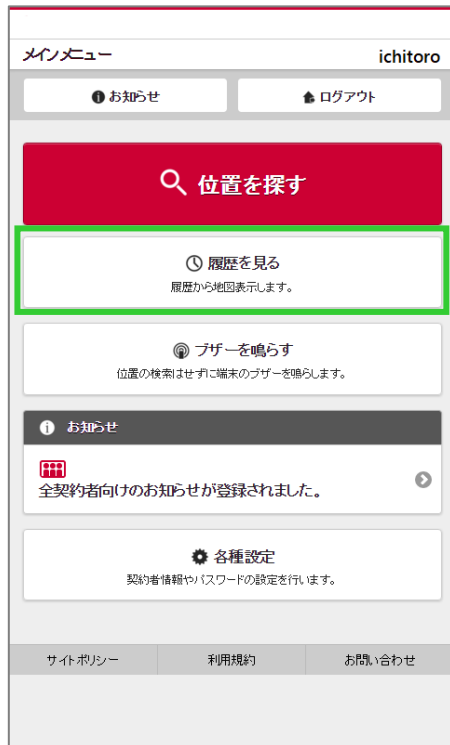 メインメニュー ichitoro
お知らせ ログアウト
位置を探す
履歴を見る
履歴から地図表示します。
ブザーを鳴らす
位置の検索はせずに端末のブザーを鳴らします。
お知らせ
全契約者向けのお知らせが登録されました。
各種設定
契約者情報やパスワードの設定を行います。
サイトポリシー 利用規約 お問い合わせ